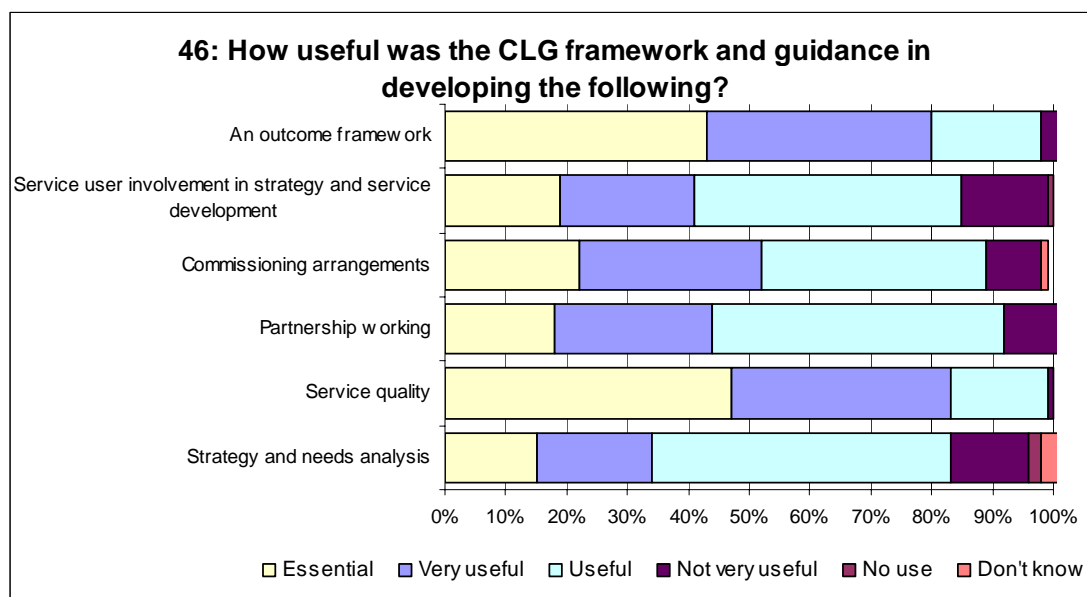 46: How useful was the CLG framework and guidance in
developing the following?
An outcome framework
Service user involvement in strategy and service
development
Commissioning arrangements
Partnership working
Service quality
Strategy and needs analysis
0% 10% 20% 30% 40% 50% 60% 70% 80% 90% 100%
Essential Very useful Useful Not very useful No use Don't know